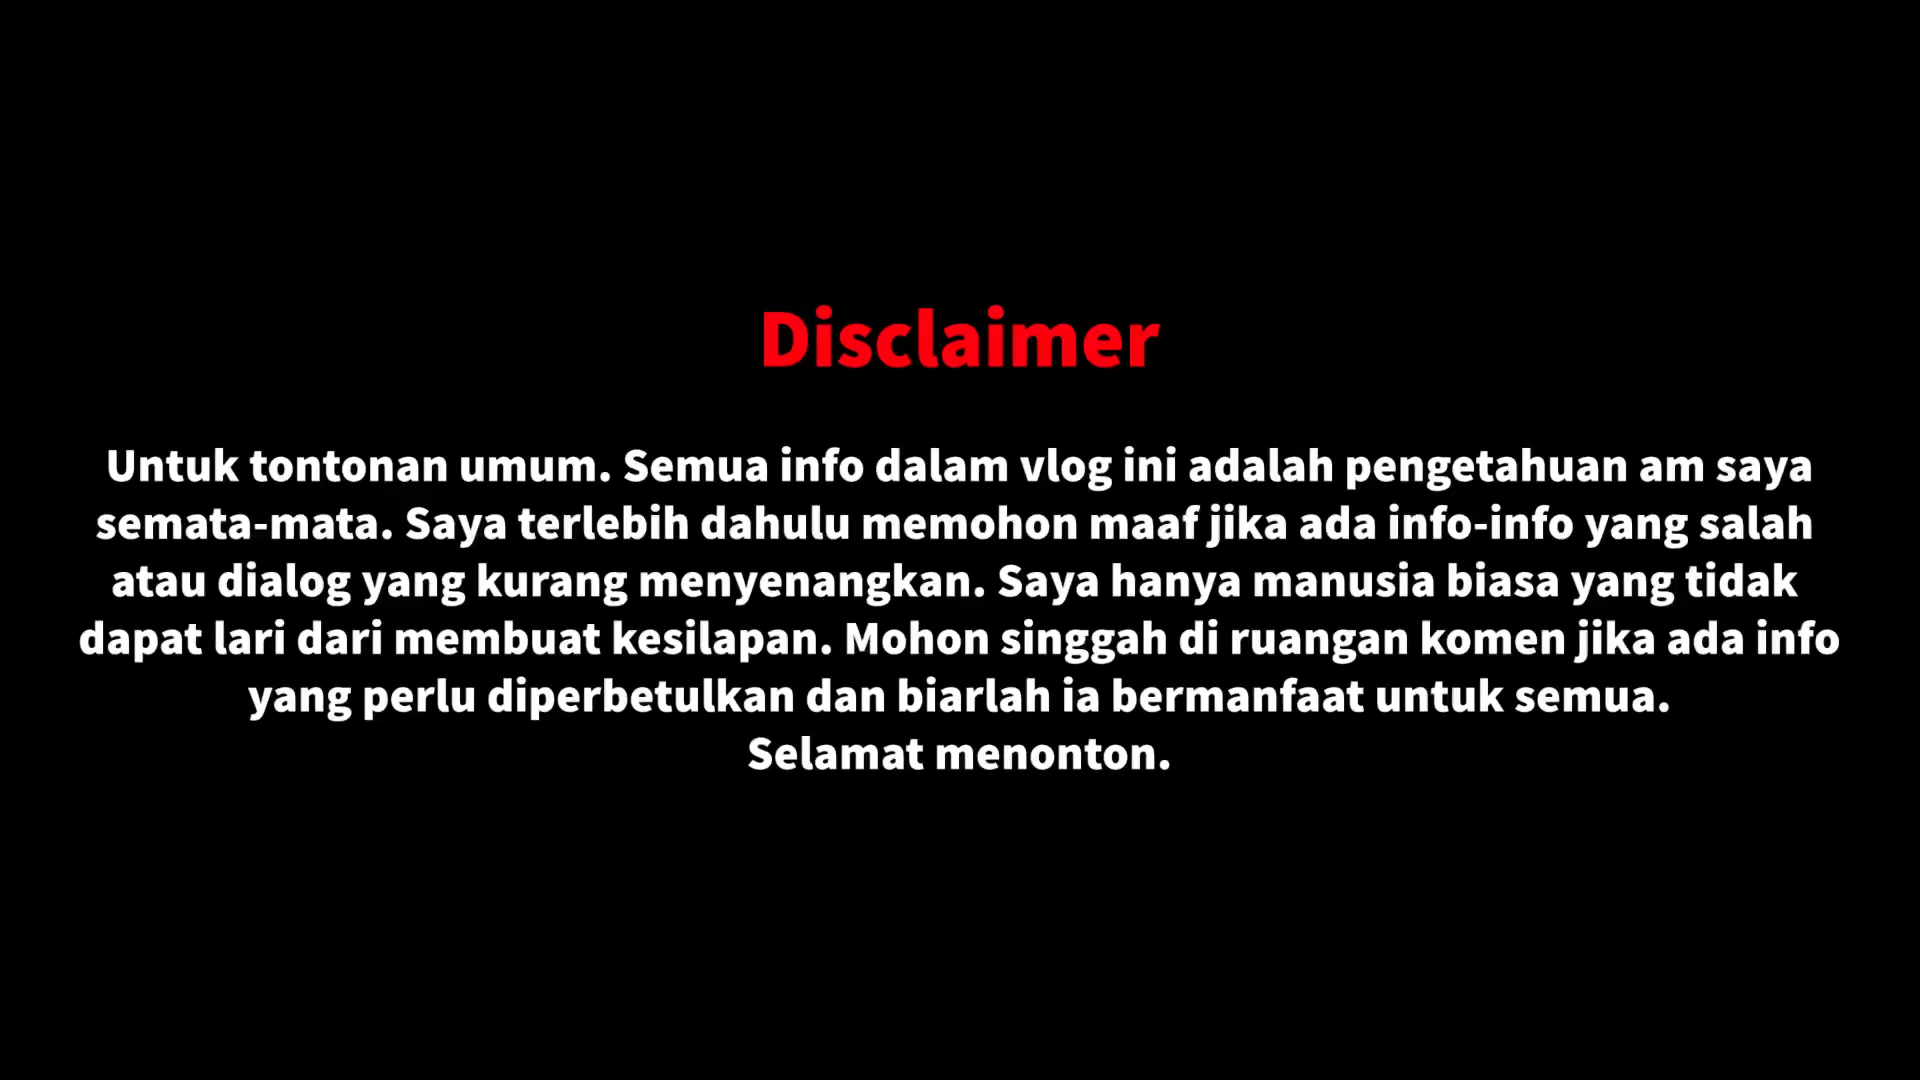 Disclaimer
Untuk tontonan umum. Semua info dalam vlog ini adalah pengetahuan am saya
semata-mata. Saya terlebih dahulu memohon maaf jika ada info-info yang salah
atau dialog yang kurang menyenangkan. Saya hanya manusia biasa yang tidak
dapat lari dari membuat kesilapan. Mohon singgah di ruangan komen jika ada info
yang perlu diperbetulkan dan biarlah ia bermanfaat untuk semua.
Selamat menonton.